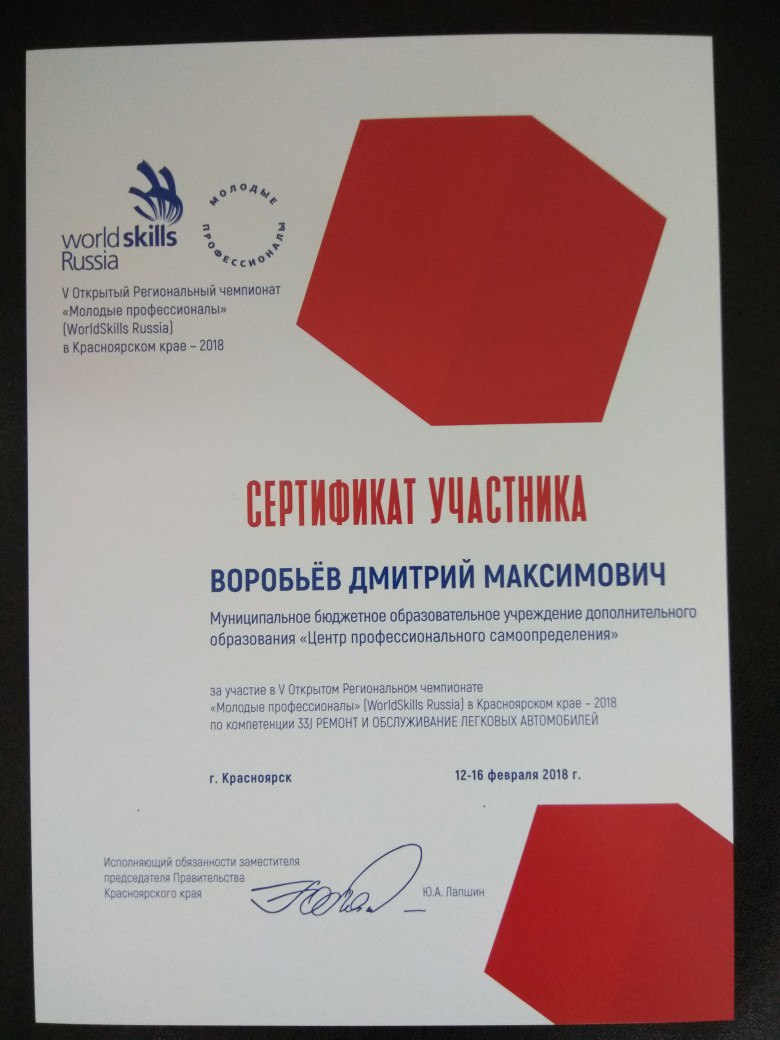 worldskills
Russia
МОЛОДЫЕ
ПРОФЕССИОНАЛЫ
V Открытый Региональный чемпионат
«Молодые профессионалы»
(WorldSkills Russia)
в Красноярском крае – 2018
СЕРТИФИКАТ УЧАСТНИКА
ВОРОБЬЁВ ДМИТРИЙ МАКСИМОВИЧ
Муниципальное бюджетное образовательное учреждение дополнительного
образования «Центр профессионального самоопределения»
за участие в V Открытом Региональном чемпионате
«Молодые профессионалы» (WorldSkills Russia) в Красноярском крае – 2018
по компетенции 33J РЕМОНТ И ОБСЛУЖИВАНИЕ ЛЕГКОВЫХ АВТОМОБИЛЕЙ
г. Красноярск 12-16 февраля 2018 г.
Исполняющий обязанности заместителя
председателя Правительства
Красноярского края Ю.А. Лапшин